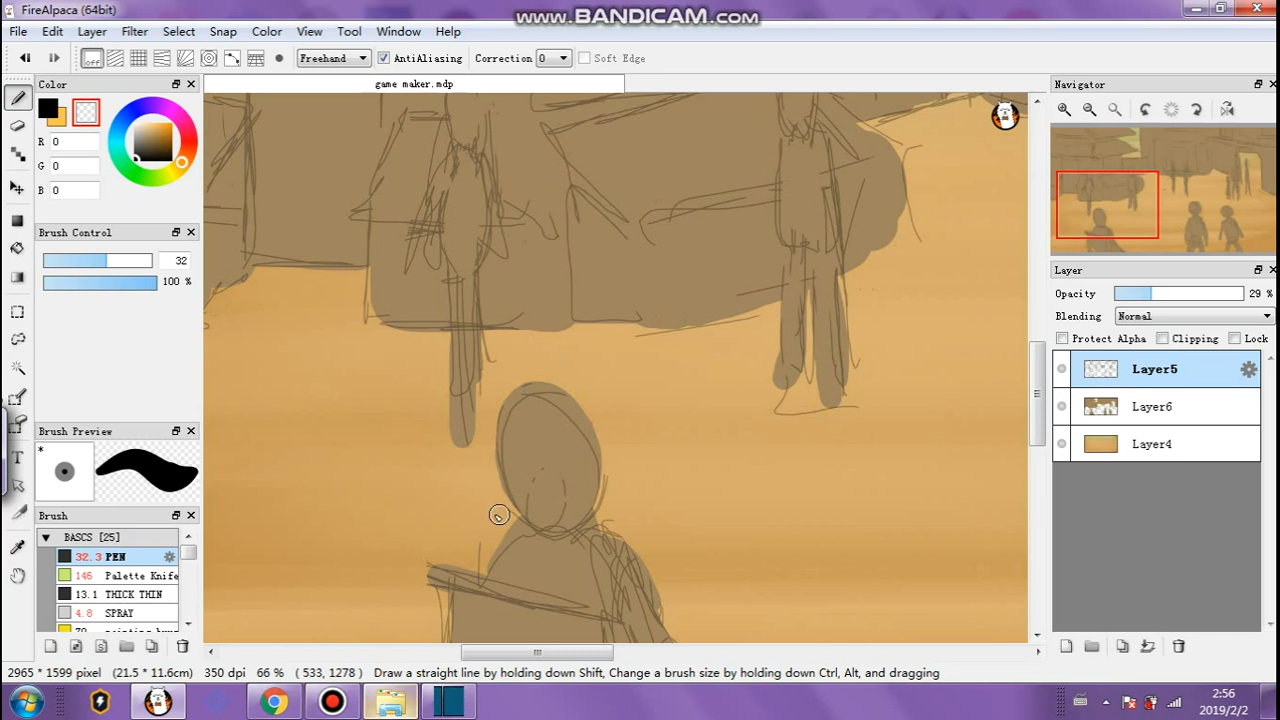 FireAlpaca (64bit)
www.BANDICAM.com
File Edit Layer Filter Select Snap Color View Tool Window Help
off Freehand AntiAliasing Correction 0 Soft Edge
Color
game maker.mdp
Navigator
R 0
G 0
B 0
Brush Control
32
100 %
Layer
Opacity 29 %
Blending Normal
Protect Alpha Clipping Lock
Layer5
Layer6
Layer4
Brush Preview
*
T
Brush
BASCS [25]
32.3 PEN
146 Palette Knife
13.1 THICK THIN
4.8 SPRAY
2965 * 1599 pixel (21.5 * 11.6cm) 350 dpi 66 % ( 533, 1278 ) Draw a straight line by holding down Shift, Change a brush size by holding down Ctrl, Alt, and dragging
2:56
2019/2/2